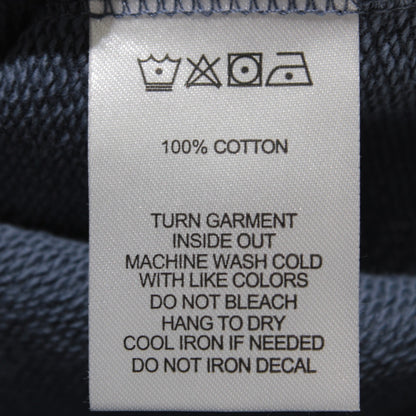 100% COTTON
TURN GARMENT
INSIDE OUT
MACHINE WASH COLD
WITH LIKE COLORS
DO NOT BLEACH
HANG TO DRY
COOL IRON IF NEEDED
DO NOT IRON DECAL